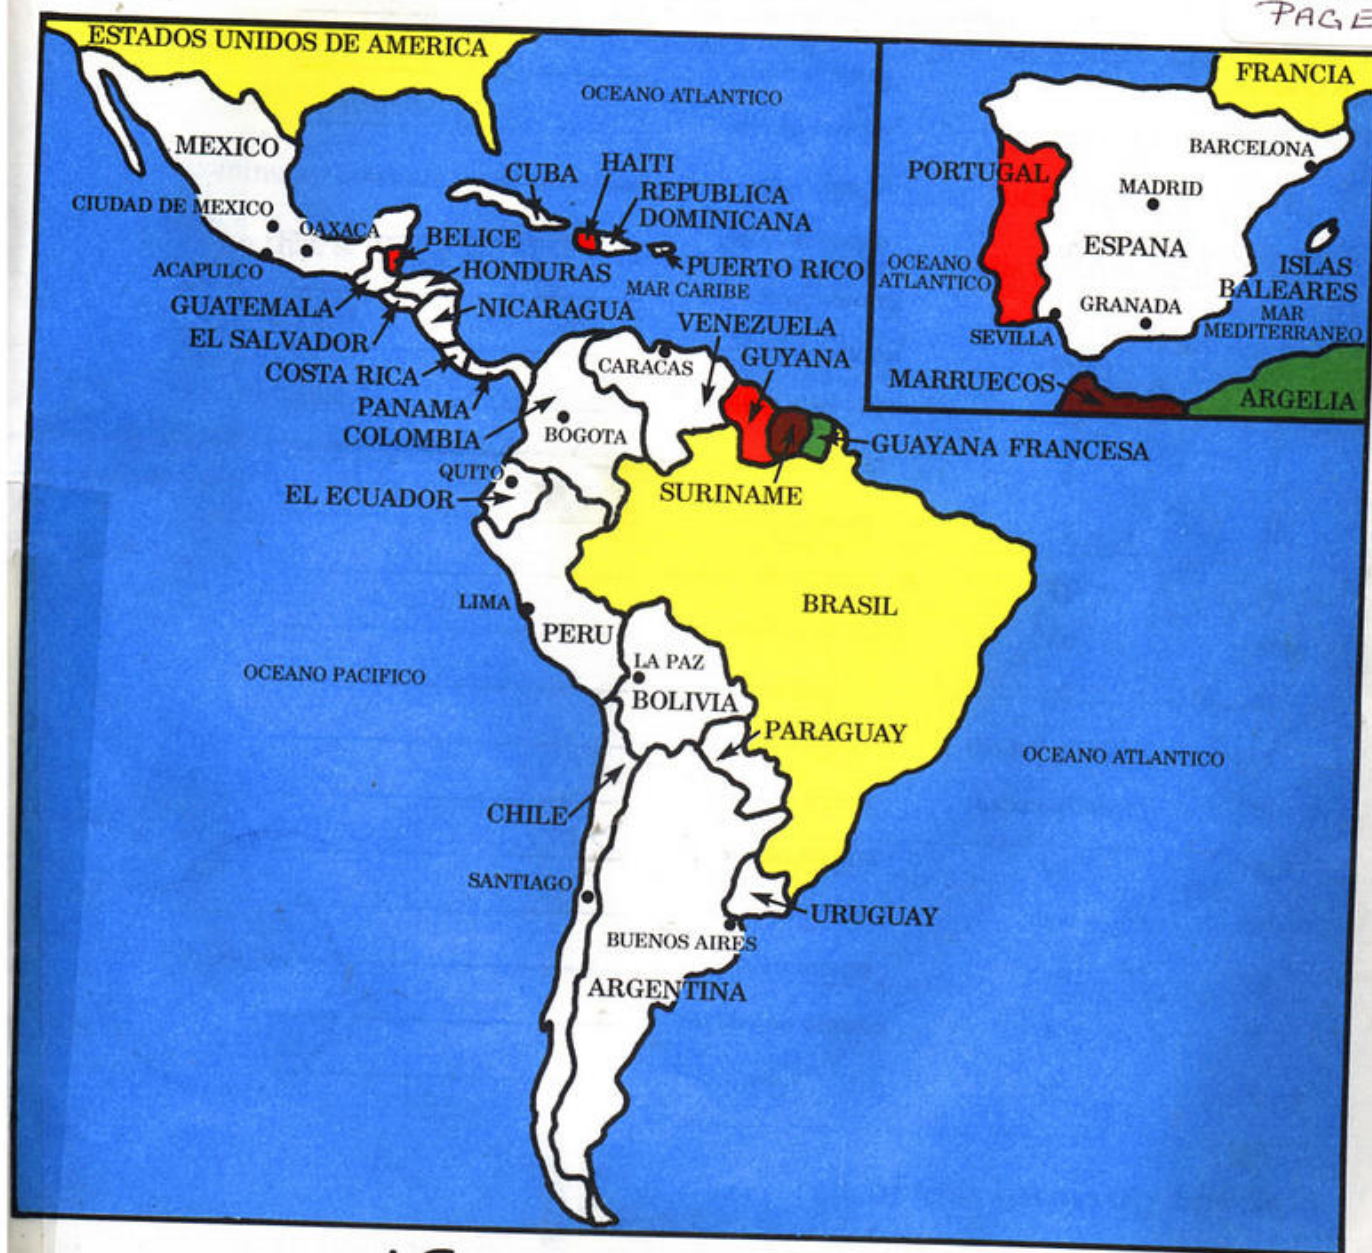 PAGE
ESTADOS UNIDOS DE AMERICA
OCEANO ATLANTICO
MEXICO
CIUDAD DE MEXICO
OAXACA
ACAPULCO
CUBA
HAITI
REPUBLICA
DOMINICANA
BELICE
PUERTO RICO
HONDURAS
MAR CARIBE
GUATEMALA
NICARAGUA
EL SALVADOR
VENEZUELA
COSTA RICA
CARACAS
GUYANA
PANAMA
COLOMBIA
BOGOTA
GUAYANA FRANCESA
QUITO
EL ECUADOR
SURINAME
BRASIL
LIMA
PERU
LA PAZ
BOLIVIA
OCEANO PACIFICO
PARAGUAY
OCEANO ATLANTICO
CHILE
SANTIAGO
URUGUAY
BUENOS AIRES
ARGENTINA
FRANCIA
BARCELONA
PORTUGAL
MADRID
ESPANA
OCEANO
ATLANTICO
ISLAS
BALEARES
GRANADA
MAR
MEDITERRANEO
SEVILLA
MARRUECOS
ARGELIA